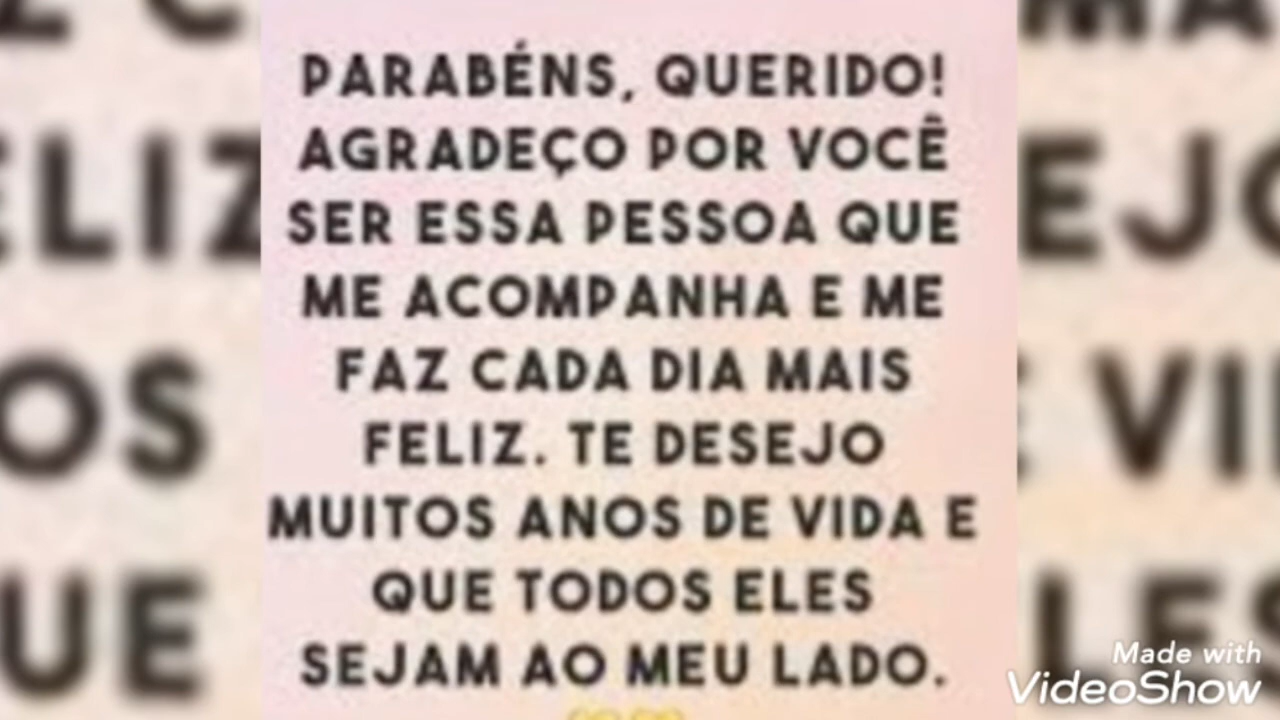 PARABÉNS, QUERIDO!
AGRADEÇO POR VOCÊ
SER ESSA PESSOA QUE
ME ACOMPANHA E ME
FAZ CADA DIA MAIS
FELIZ. TE DESEJO
MUITOS ANOS DE VIDA E
QUE TODOS ELES
SEJAM AO MEU LADO.
Made with
VideoShow